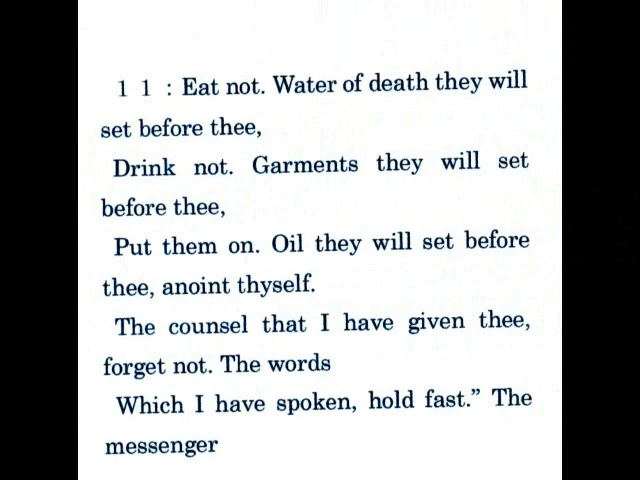 1 1 : Eat not. Water of death they will
set before thee,
Drink not. Garments they will set
before thee,
Put them on. Oil they will set before
thee, anoint thyself.
The counsel that I have given thee,
forget not. The words
Which I have spoken, hold fast.” The
messenger